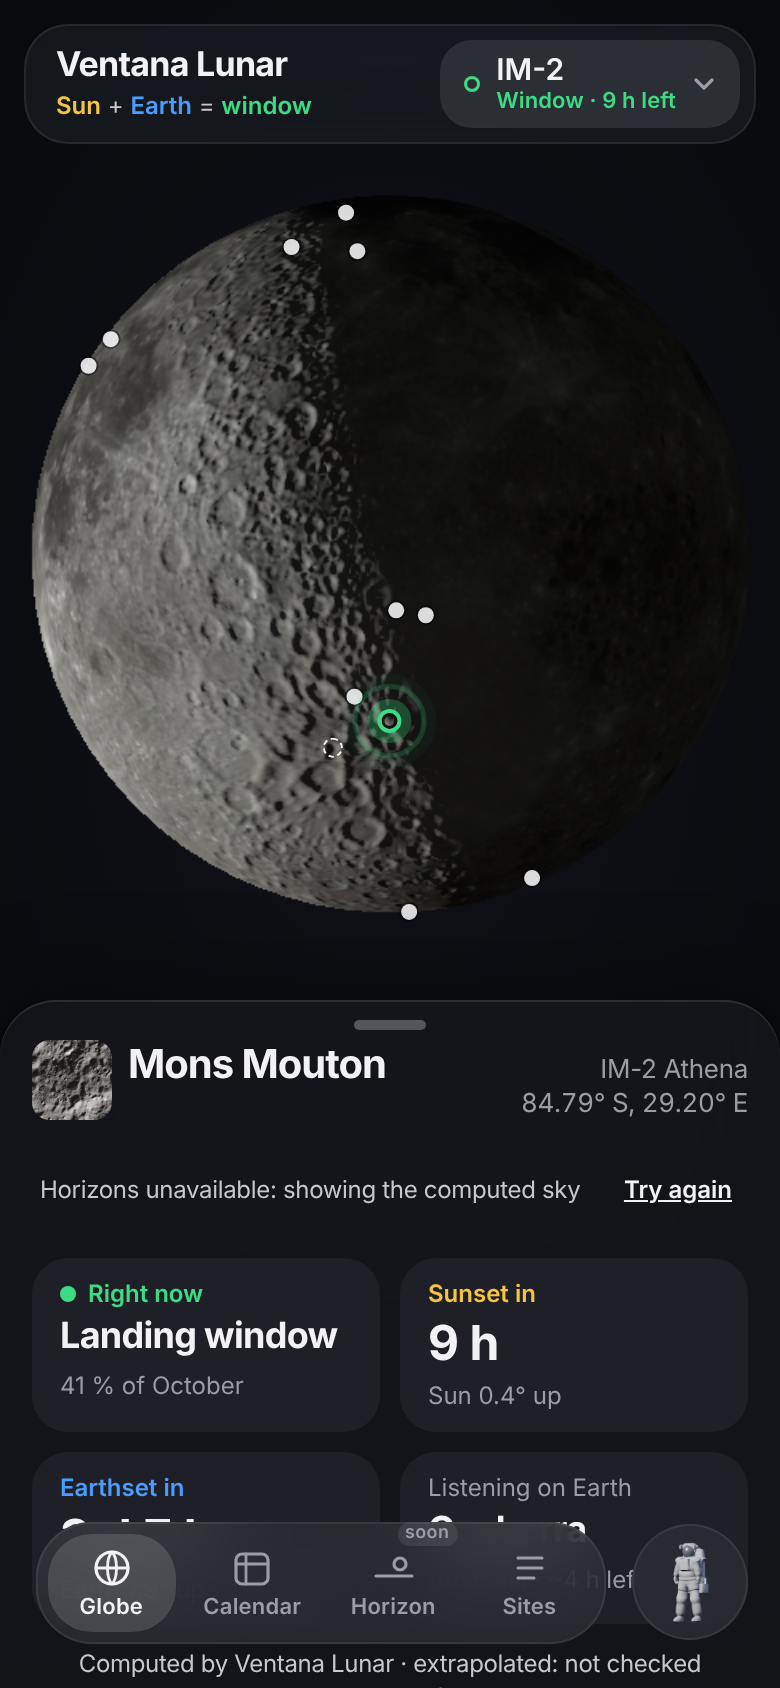 Ventana Lunar
Sun + Earth = window
IM-2
Window · 9 h left
Mons Mouton
IM-2 Athena
84.79° S, 29.20° E
Horizons unavailable: showing the computed sky
Try again
Right now
Landing window
41 % of October
Sunset in
9 h
Sun 0.4° up
Earthset in
Listening on Earth
4 h left
soon
Globe
Calendar
Horizon
Sites
Computed by Ventana Lunar · extrapolated: not checked